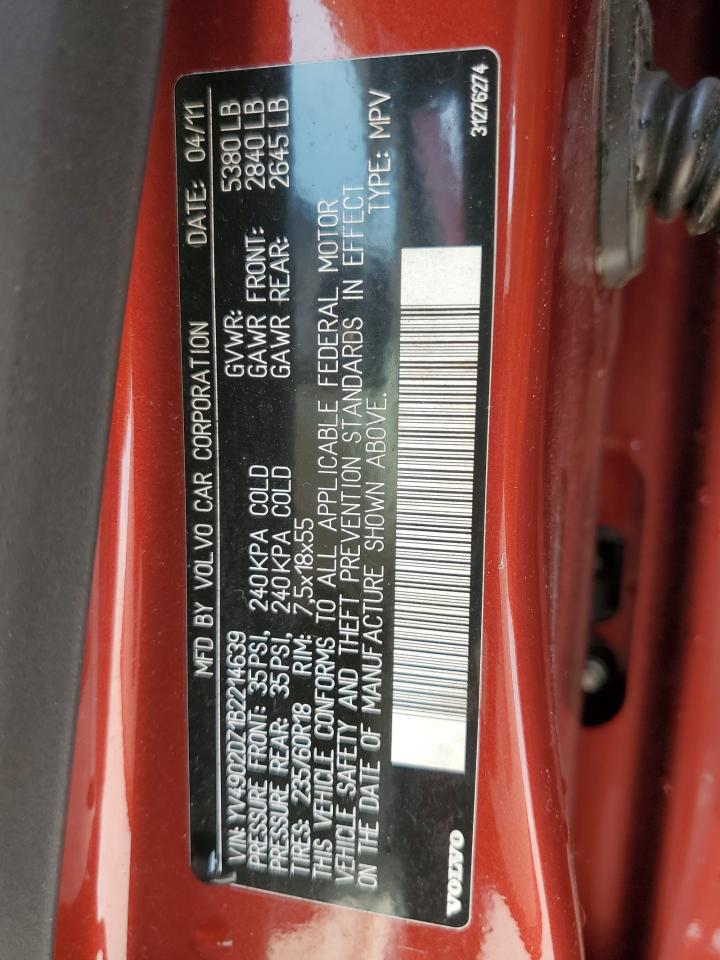 MFD BY VOLVO CAR CORPORATION DATE: 04/11
VIN: YV4902DZ1B2214639 GVWR: 5380 LB
PRESSURE FRONT: 35PSI, 240KPA COLD GAWR FRONT: 2840 LB
PRESSURE REAR: 35PSI, 240KPA COLD GAWR REAR: 2645 LB
TIRES: 235/60R18 RIM: 7,5x18x55
THIS VEHICLE CONFORMS TO ALL APPLICABLE FEDERAL MOTOR
VEHICLE SAFETY AND THEFT PREVENTION STANDARDS IN EFFECT
ON THE DATE OF MANUFACTURE SHOWN ABOVE. TYPE: MPV
VOLVO 31276274